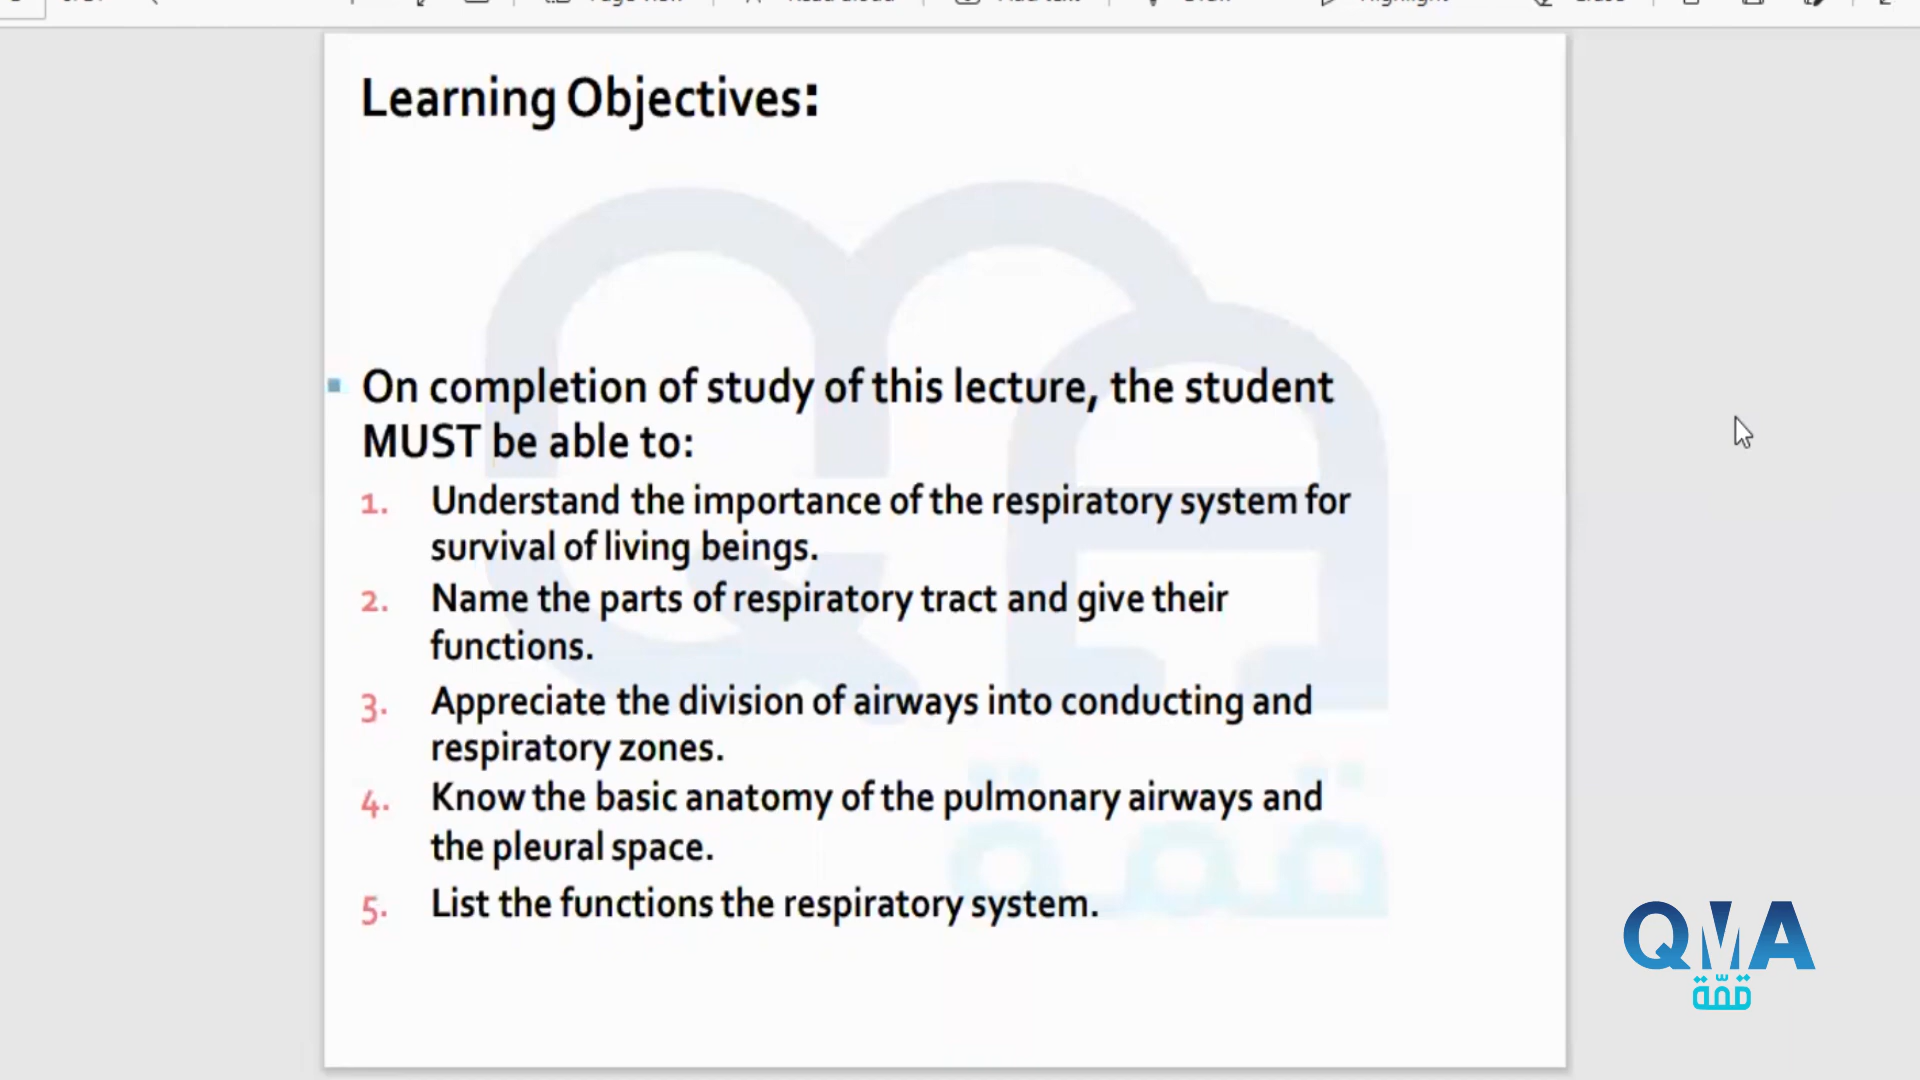 Learning Objectives:
On completion of study of this lecture, the student
MUST be able to:
1. Understand the importance of the respiratory system for
survival of living beings.
2. Name the parts of respiratory tract and give their
functions.
3. Appreciate the division of airways into conducting and
respiratory zones.
4. Know the basic anatomy of the pulmonary airways and
the pleural space.
5. List the functions the respiratory system.
قمة
QMA
قمّة